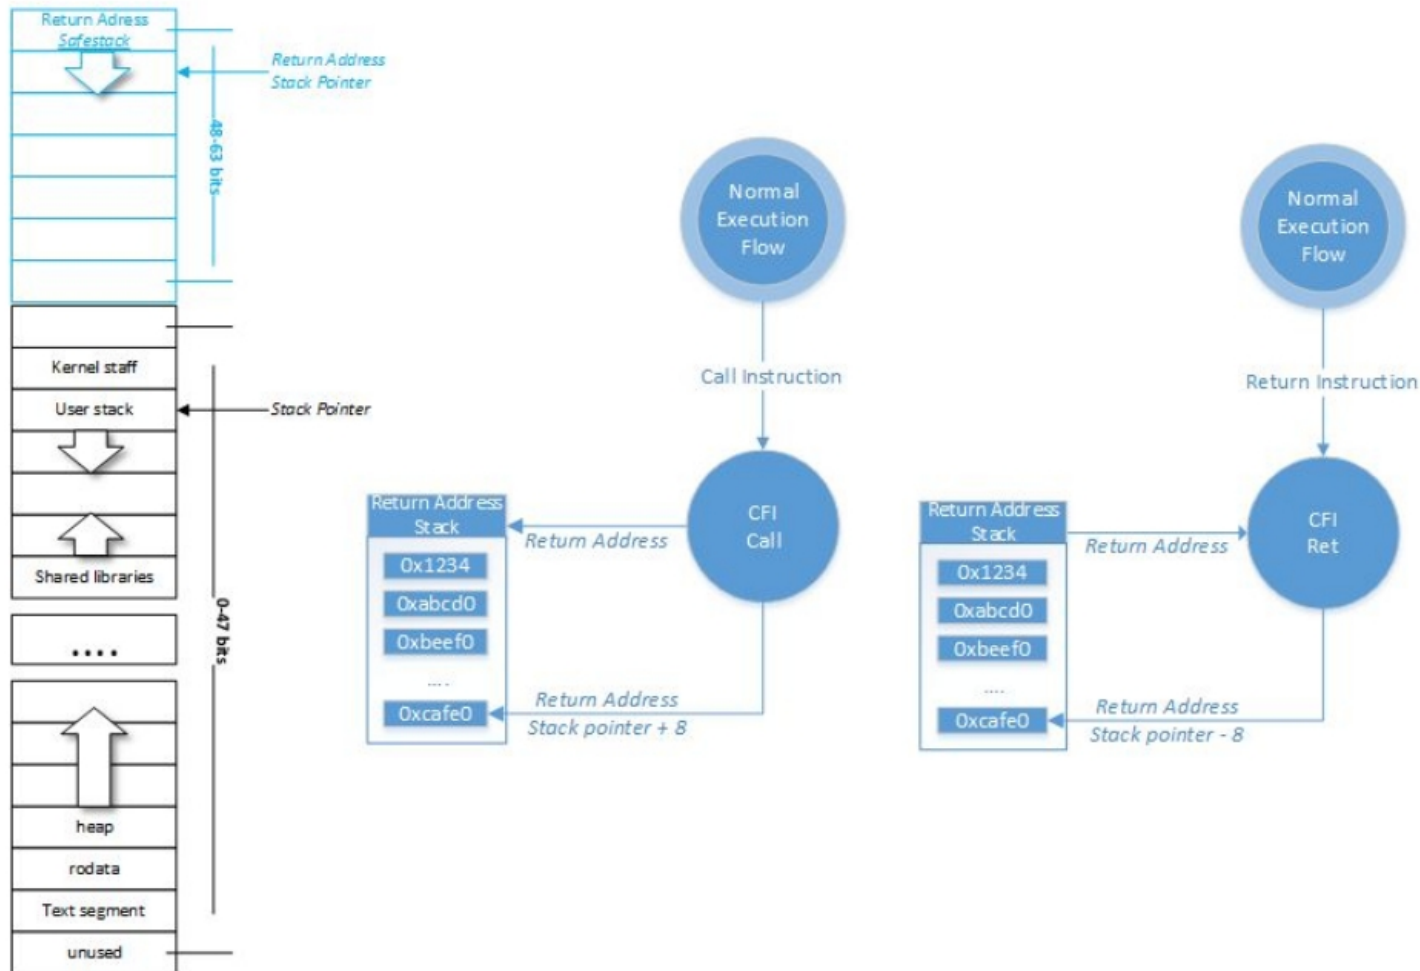 Return Adress
Safestack
Return Address
Stack Pointer
48-63 bits
Kernel staff
User stack
Stack Pointer
Shared libraries
....
0-47 bits
heap
rodata
Text segment
unused
Normal
Execution
Flow
Call Instruction
CFI
Call
Return Address
Return Address
Stack
0x1234
0xabcd0
0xbeef0
....
0xcafe0
Return Address
Stack pointer + 8
Normal
Execution
Flow
Return Instruction
CFI
Ret
Return Address
Return Address
Stack
0x1234
0xabcd0
0xbeef0
....
0xcafe0
Return Address
Stack pointer - 8